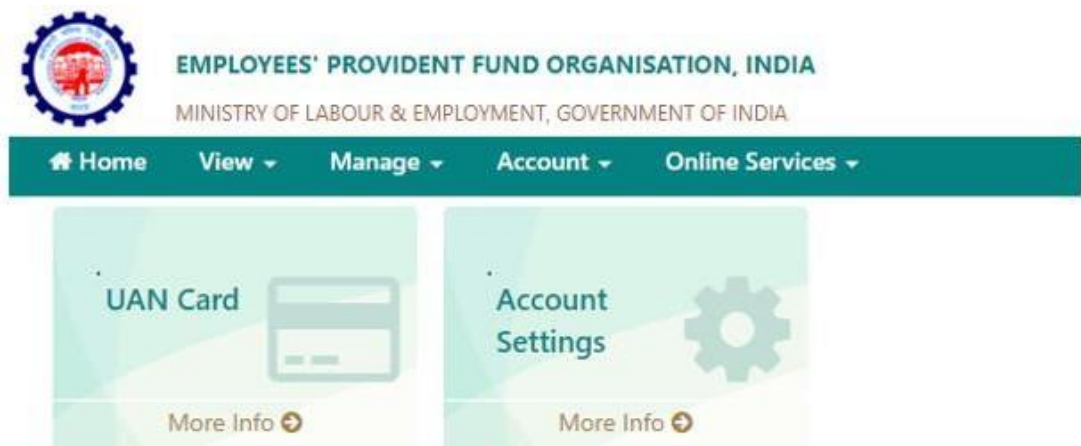 EMPLOYEES' PROVIDENT FUND ORGANISATION, INDIA
MINISTRY OF LABOUR & EMPLOYMENT, GOVERNMENT OF INDIA
Home View Manage Account Online Services
UAN Card
Account
Settings
More Info
More Info